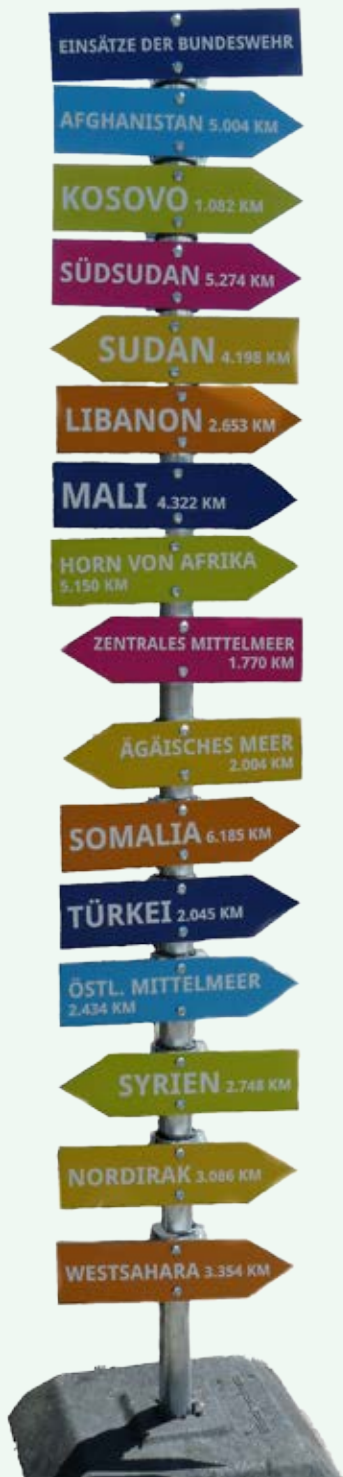 EINSÄTZE DER BUNDESWEHR
AFGHANISTAN 5.004 KM
KOSOVO 1.082 KM
SÜDSUDAN 5.274 KM
SUDAN 4.198 KM
LIBANON 2.653 KM
MALI 4.322 KM
HORN VON AFRIKA
5.150 KM
ZENTRALES MITTELMEER
1.770 KM
ÄGÄISCHES MEER
2.004 KM
SOMALIA 6.185 KM
TÜRKEI 2.045 KM
ÖSTL. MITTELMEER
2.434 KM
SYRIEN 2.748 KM
NORDIRAK 3.086 KM
WESTSAHARA 3.354 KM